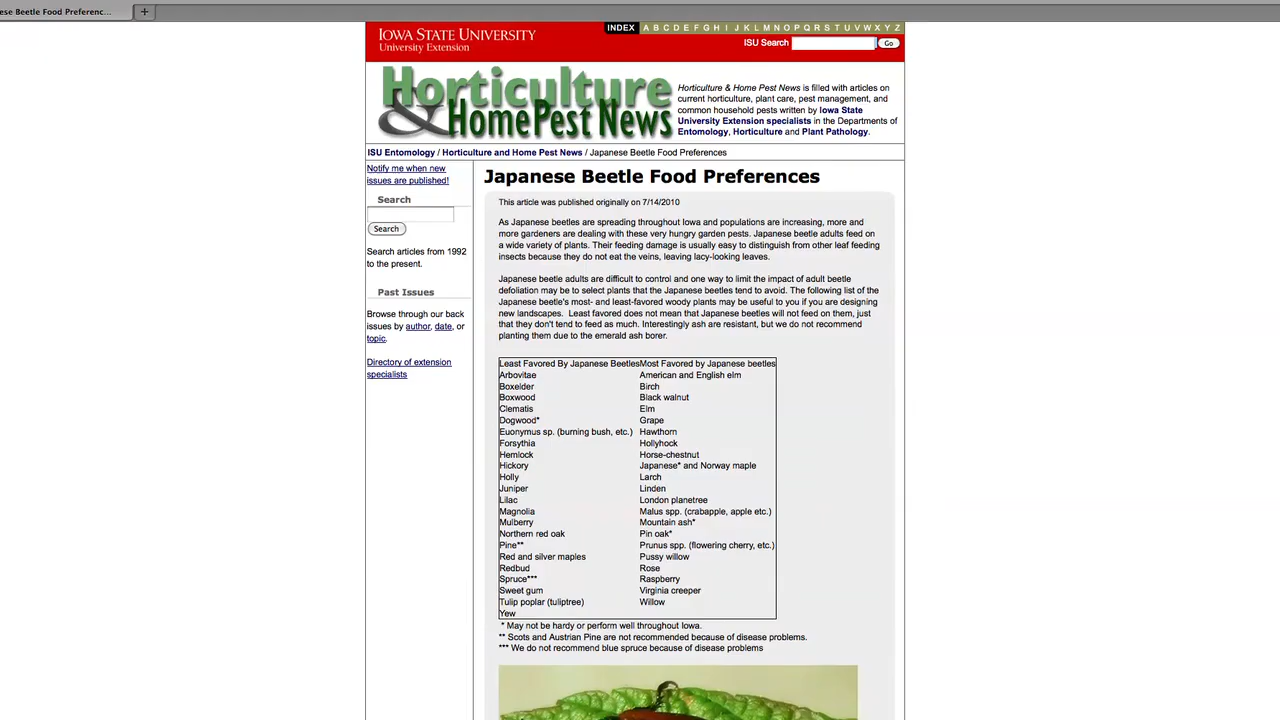 ese Beetle Food Preferenc...
IOWA STATE UNIVERSITY
University Extension
INDEX A B C D E F G H I J K L M N O P Q R S T U V W X Y Z
ISU Search Go
Horticulture
& HomePest News
Horticulture & Home Pest News is filled with articles on
current horticulture, plant care, pest management, and
common household pests written by Iowa State
University Extension specialists in the Departments of
Entomology, Horticulture and Plant Pathology.
ISU Entomology / Horticulture and Home Pest News / Japanese Beetle Food Preferences
Notify me when new
issues are published!
Search
Search
Search articles from 1992
to the present.
Past Issues
Browse through our back
issues by author, date, or
topic.
Directory of extension
specialists
Japanese Beetle Food Preferences
This article was published originally on 7/14/2010
As Japanese beetles are spreading throughout Iowa and populations are increasing, more and
more gardeners are dealing with these very hungry garden pests. Japanese beetle adults feed on
a wide variety of plants. Their feeding damage is usually easy to distinguish from other leaf feeding
insects because they do not eat the veins, leaving lacy-looking leaves.
Japanese beetle adults are difficult to control and one way to limit the impact of adult beetle
defoliation may be to select plants that the Japanese beetles tend to avoid. The following list of the
Japanese beetle's most- and least-favored woody plants may be useful to you if you are designing
new landscapes. Least favored does not mean that Japanese beetles will not feed on them, just
that they don't tend to feed as much. Interestingly ash are resistant, but we do not recommend
planting them due to the emerald ash borer.
Least Favored By Japanese Beetles Most Favored by Japanese beetles
Arbovitae American and English elm
Boxelder Birch
Boxwood Black walnut
Clematis Elm
Dogwood* Grape
Euonymus sp. (burning bush, etc.) Hawthorn
Forsythia Hollyhock
Hemlock Horse-chestnut
Hickory Japanese* and Norway maple
Holly Larch
Juniper Linden
Lilac London planetree
Magnolia Malus spp. (crabapple, apple etc.)
Mulberry Mountain ash*
Northern red oak Pin oak*
Pine** Prunus spp. (flowering cherry, etc.)
Red and silver maples Pussy willow
Redbud Rose
Spruce*** Raspberry
Sweet gum Virginia creeper
Tulip poplar (tuliptree) Willow
Yew
* May not be hardy or perform well throughout Iowa.
** Scots and Austrian Pine are not recommended because of disease problems.
*** We do not recommend blue spruce because of disease problems